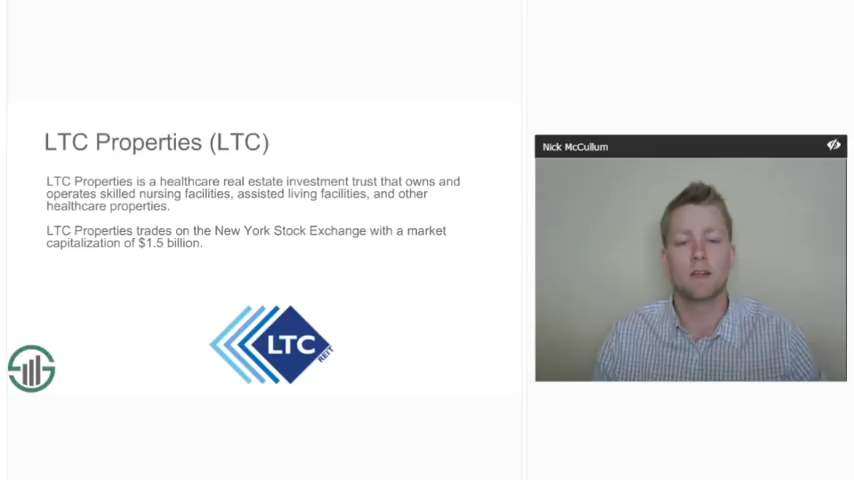 LTC Properties (LTC)
LTC Properties is a healthcare real estate investment trust that owns and
operates skilled nursing facilities, assisted living facilities, and other
healthcare properties.
LTC Properties trades on the New York Stock Exchange with a market
capitalization of $1.5 billion.
LTC
REIT
Nick McCullum